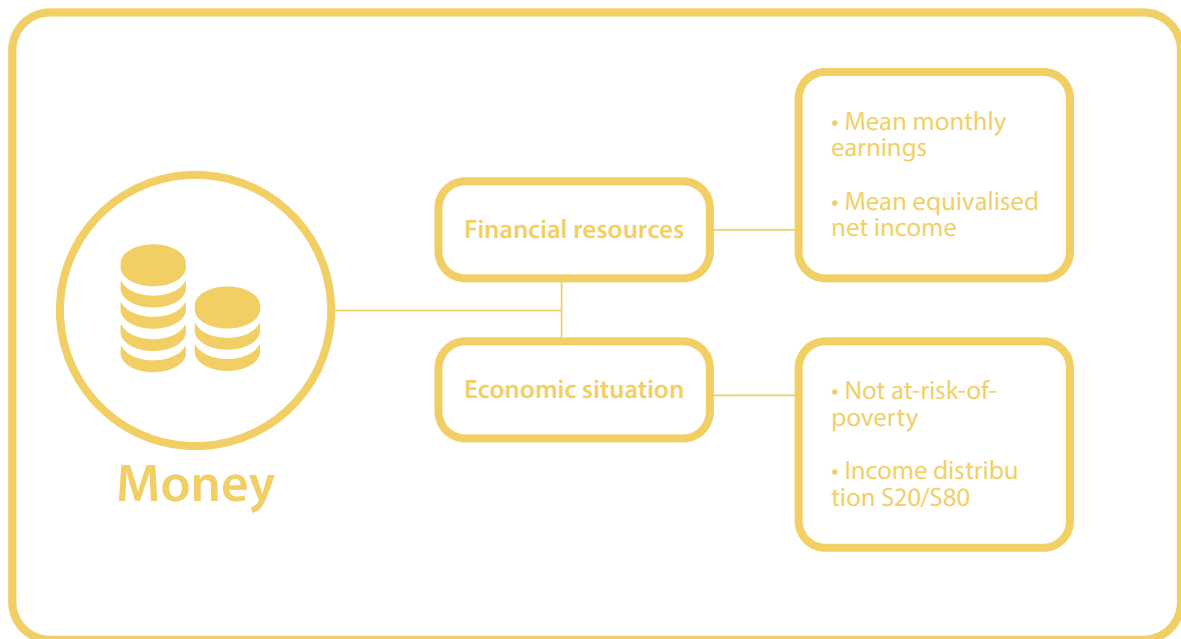 Money
Financial resources
• Mean monthly
earnings
• Mean equivalised
net income
Economic situation
• Not at-risk-of-
poverty
• Income distribu
tion S20/S80